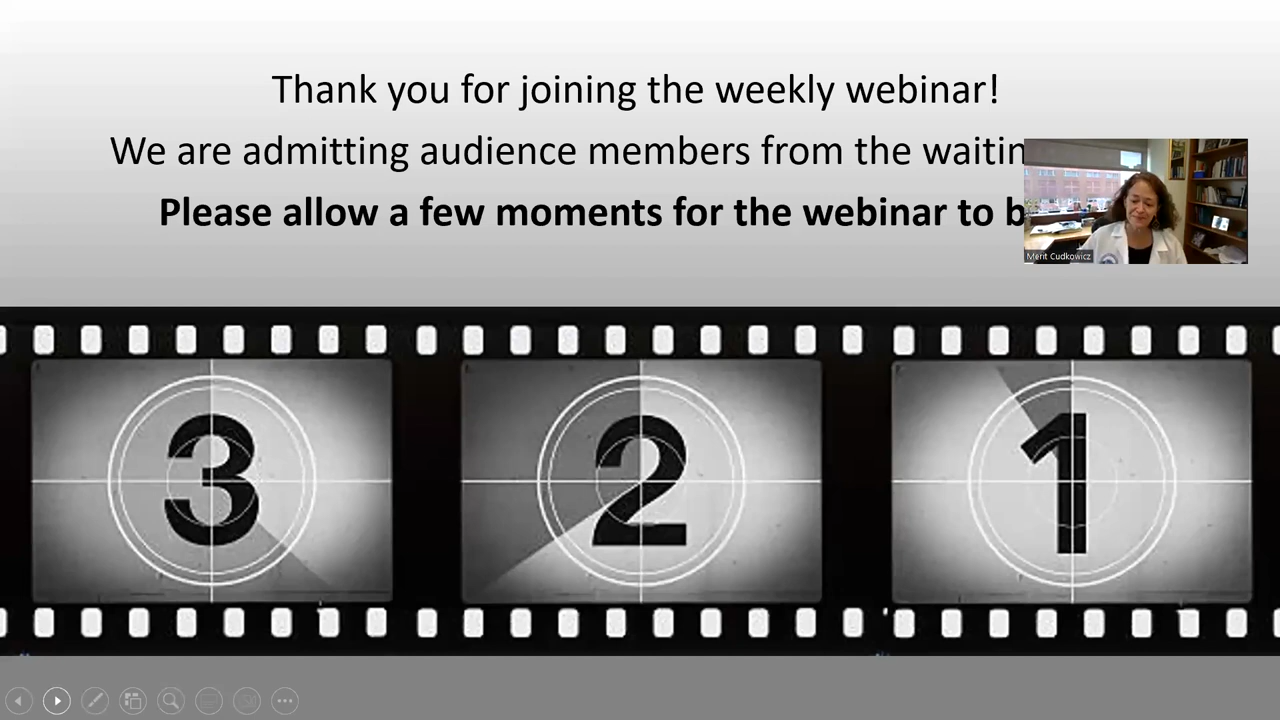 Thank you for joining the weekly webinar!
We are admitting audience members from the waitin
Please allow a few moments for the webinar to b
Merit Cudkowicz
3 2 1